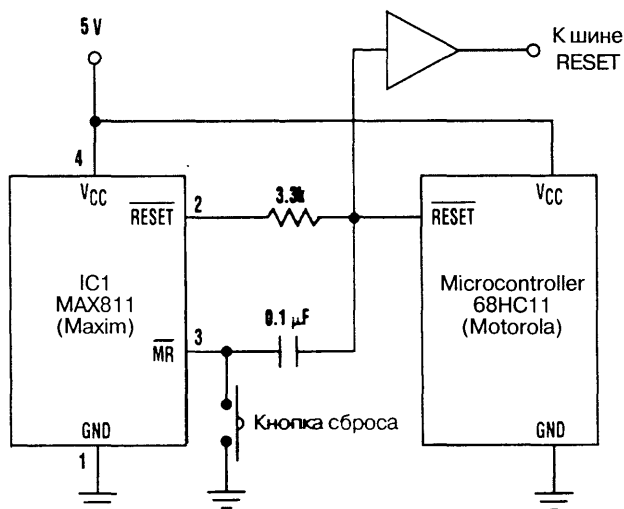 5 V
К шине
RESET
4
VCC
RESET
2
3.3k
RESET
VCC
IC1
MAX811
(Maxim)
Microcontroller
68HC11
(Motorola)
0.1 µF
MR
3
Кнопка сброса
GND
1
GND